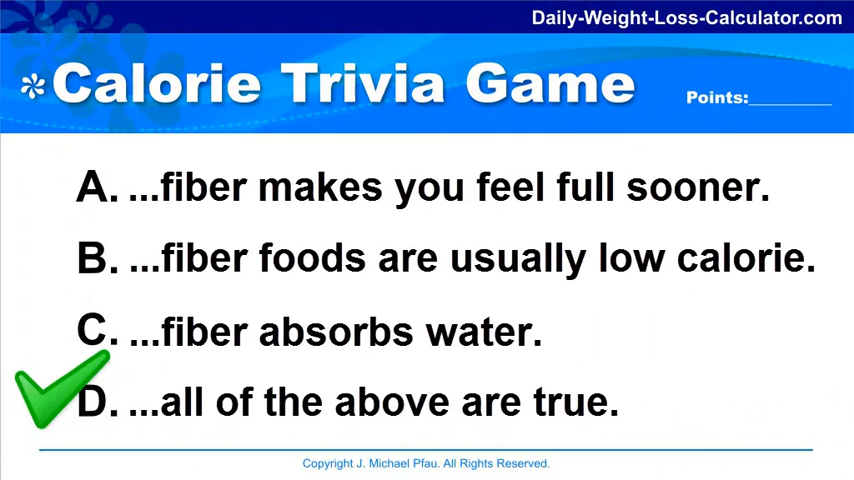 Daily-Weight-Loss-Calculator.com
*Calorie Trivia Game
Points:_________
A. ...fiber makes you feel full sooner.
B. ...fiber foods are usually low calorie.
C. ...fiber absorbs water.
D. ...all of the above are true.
Copyright J. Michael Pfau. All Rights Reserved.